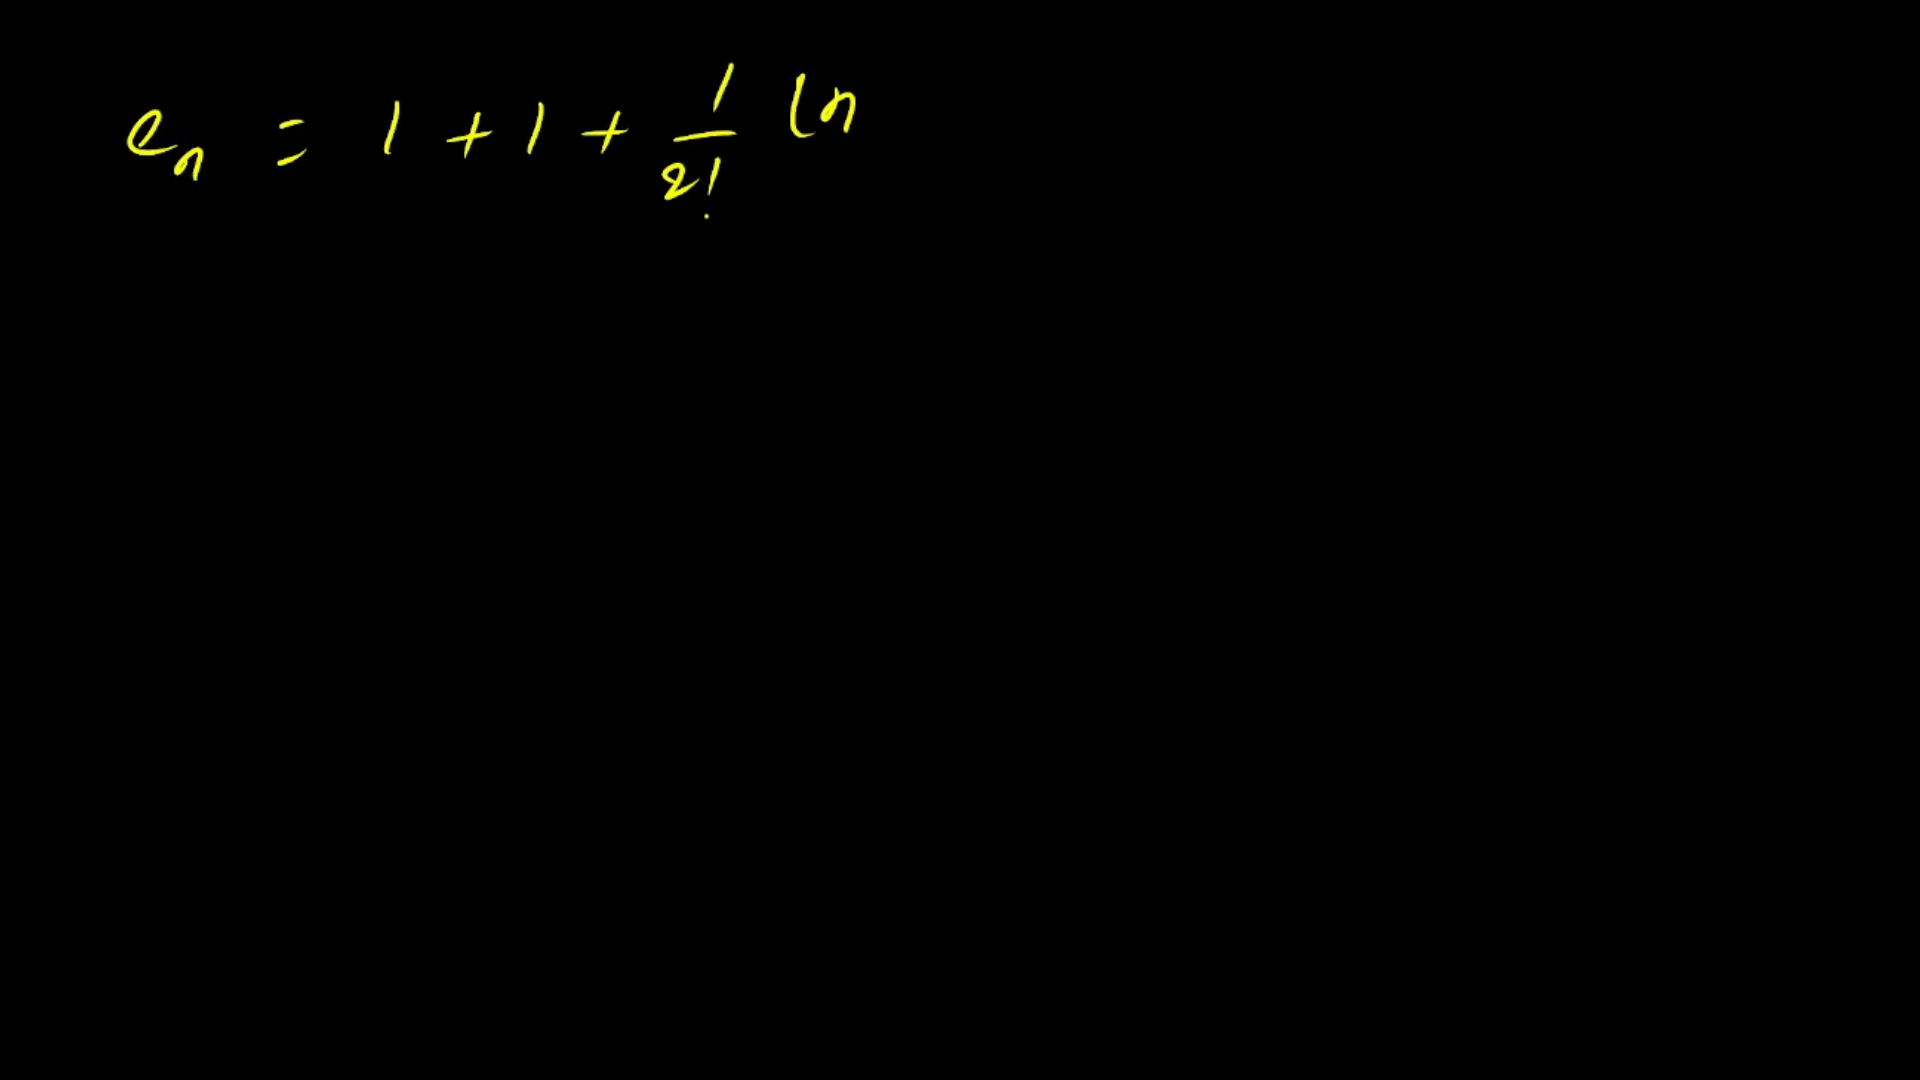 eₙ = 1 + 1 + 1/2! (n